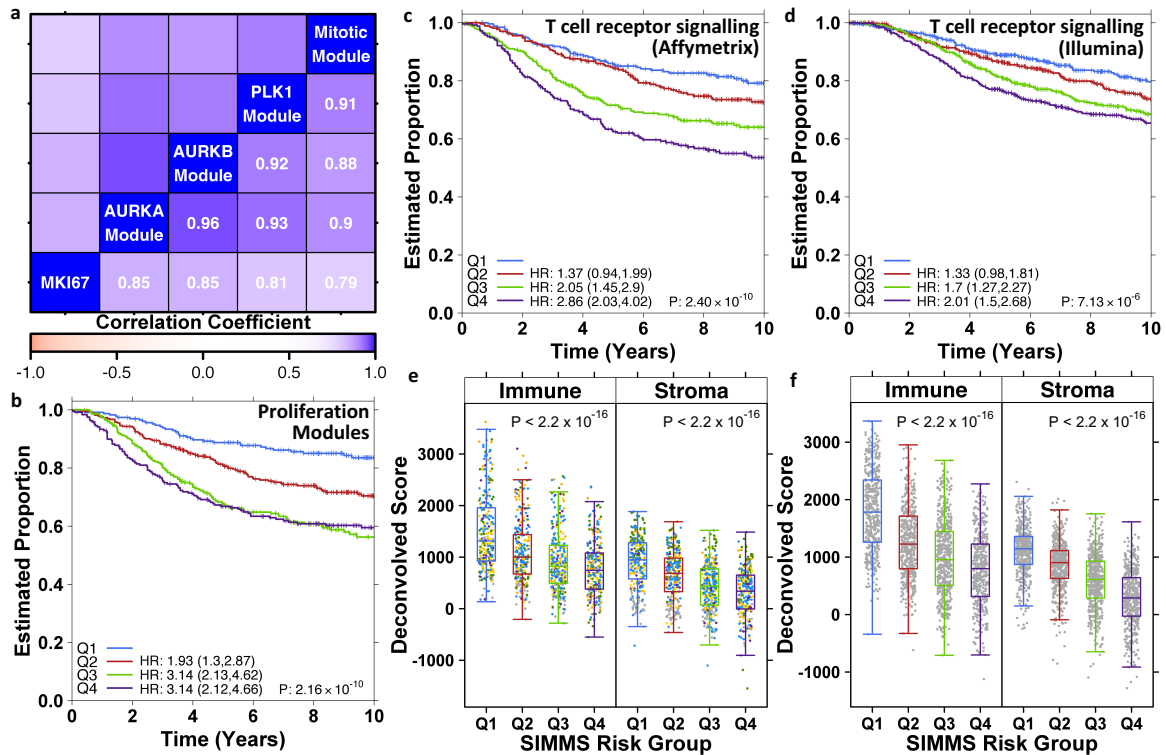 a
Mitotic
Module
PLK1
Module
0.91
AURKB
Module
0.92
0.88
AURKA
Module
0.96
0.93
0.9
MKI67
0.85
0.85
0.81
0.79
Correlation Coefficient
-1.0
-0.5
0.0
0.5
1.0
b
Proliferation
Modules
Estimated Proportion
1.0
0.8
0.6
0.4
0.2
0.0
Q1
Q2 HR: 1.93 (1.3,2.87)
Q3 HR: 3.14 (2.13,4.62)
Q4 HR: 3.14 (2.12,4.66)
P: 2.16 × 10⁻¹⁰
0 2 4 6 8 10
Time (Years)
c
T cell receptor signalling
(Affymetrix)
Estimated Proportion
1.0
0.8
0.6
0.4
0.2
0.0
Q1
Q2 HR: 1.37 (0.94,1.99)
Q3 HR: 2.05 (1.45,2.9)
Q4 HR: 2.86 (2.03,4.02)
P: 2.40 × 10⁻¹⁰
0 2 4 6 8 10
Time (Years)
d
T cell receptor signalling
(Illumina)
Estimated Proportion
1.0
0.8
0.6
0.4
0.2
0.0
Q1
Q2 HR: 1.33 (0.98,1.81)
Q3 HR: 1.7 (1.27,2.27)
Q4 HR: 2.01 (1.5,2.68)
P: 7.13 × 10⁻⁶
0 2 4 6 8 10
Time (Years)
e
Immune Stroma
P < 2.2 x 10⁻¹⁶ P < 2.2 x 10⁻¹⁶
Deconvolved Score
3000
2000
1000
0
-1000
Q1 Q2 Q3 Q4 Q1 Q2 Q3 Q4
SIMMS Risk Group
f
Immune Stroma
P < 2.2 x 10⁻¹⁶ P < 2.2 x 10⁻¹⁶
Deconvolved Score
3000
2000
1000
0
-1000
Q1 Q2 Q3 Q4 Q1 Q2 Q3 Q4
SIMMS Risk Group